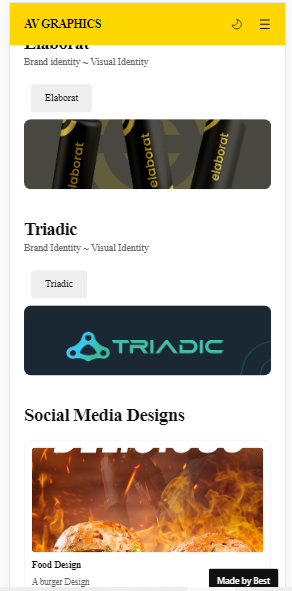 AV GRAPHICS
Elaborat
Brand identity ~ Visual Identity
Elaborat
elaborat
elaborat
elaborat
Triadic
Brand Identity ~ Visual Identity
Triadic
TRIADIC
Social Media Designs
DELICIOUS
Food Design
A burger Design
Made by Best